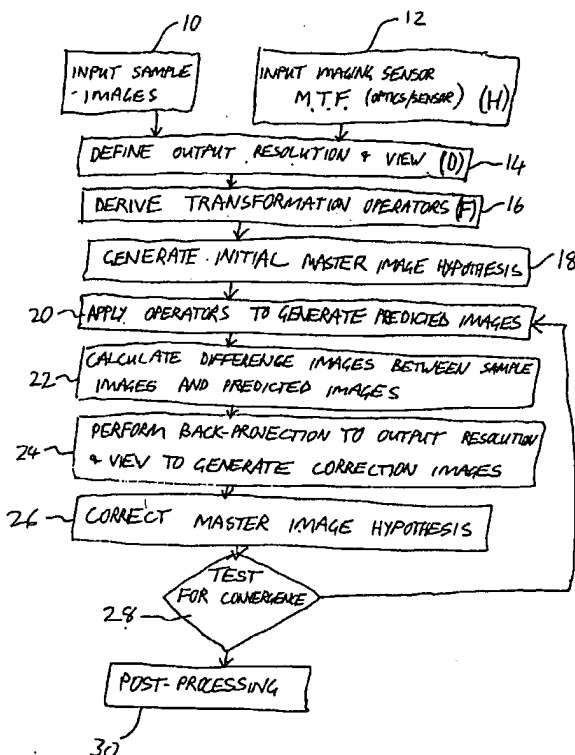 10
12
INPUT SAMPLE
- IMAGES
INPUT IMAGING SENSOR
M.T.F. (OPTICS/SENSOR) (H)
DEFINE OUTPUT RESOLUTION & VIEW (D)
14
DERIVE TRANSFORMATION OPERATORS (F)
16
GENERATE INITIAL MASTER IMAGE HYPOTHESIS
18
20
APPLY OPERATORS TO GENERATE PREDICTED IMAGES
22
CALCULATE DIFFERENCE IMAGES BETWEEN SAMPLE
IMAGES AND PREDICTED IMAGES
24
PERFORM BACK-PROJECTION TO OUTPUT RESOLUTION
& VIEW TO GENERATE CORRECTION IMAGES
26
CORRECT MASTER IMAGE HYPOTHESIS
TEST
FOR CONVERGENCE
28
POST-PROCESSING
30